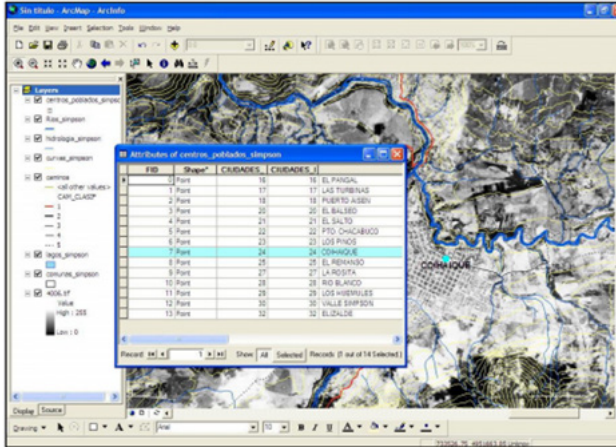 Sin título - ArcMap - ArcInfo
File Edit View Insert Selection Tools Window Help
Layers
centros_poblados_simpson
Rios_simpson
hidrologia_simpson
curvas_simpson
centros
<all other values>
CAM_CLASIF
1
2
3
4
5
lagos_simpson
comunas_simpson
4006.tif
Value
High : 255
Low : 0
Display Source
Attributes of centros_poblados_simpson
FID Shape* CIUDADES_ CIUDADES_I
0 Point 16 16 EL PANGAL
1 Point 17 17 LAS TURBINAS
2 Point 18 18 PUERTO AISEN
3 Point 20 20 EL BALSEO
4 Point 21 21 EL SALTO
5 Point 22 22 PTO. CHACABUCO
6 Point 23 23 LOS PINOS
7 Point 24 24 COIHAIQUE
8 Point 25 25 EL REMANSO
9 Point 27 27 LA ROSITA
10 Point 28 28 RIO BLANCO
11 Point 29 29 LOS HUEMULES
12 Point 30 30 VALLE SIMPSON
13 Point 32 32 ELIZALDE
Record: 1 Show: All Selected Records (1 out of 14 Selected.)
COIHAIQUE
Drawing Arial 10 B I U A